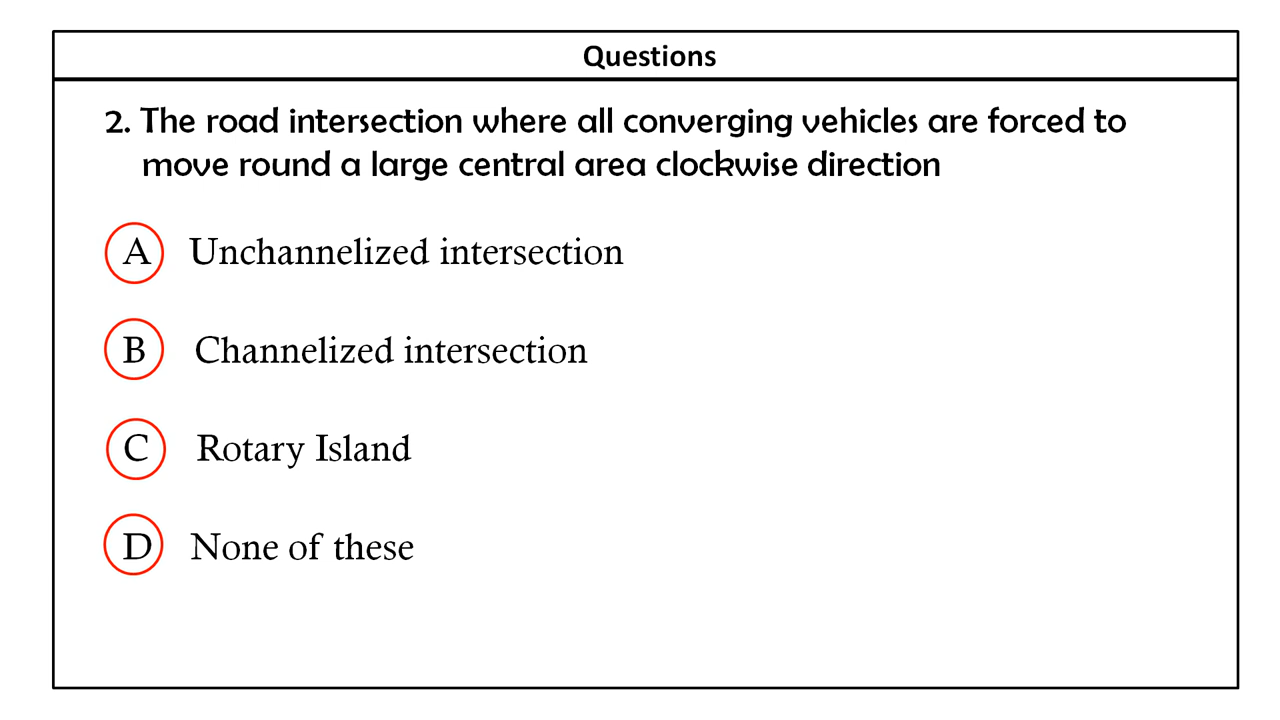 Questions
2. The road intersection where all converging vehicles are forced to
move round a large central area clockwise direction
A Unchannelized intersection
B Channelized intersection
C Rotary Island
D None of these